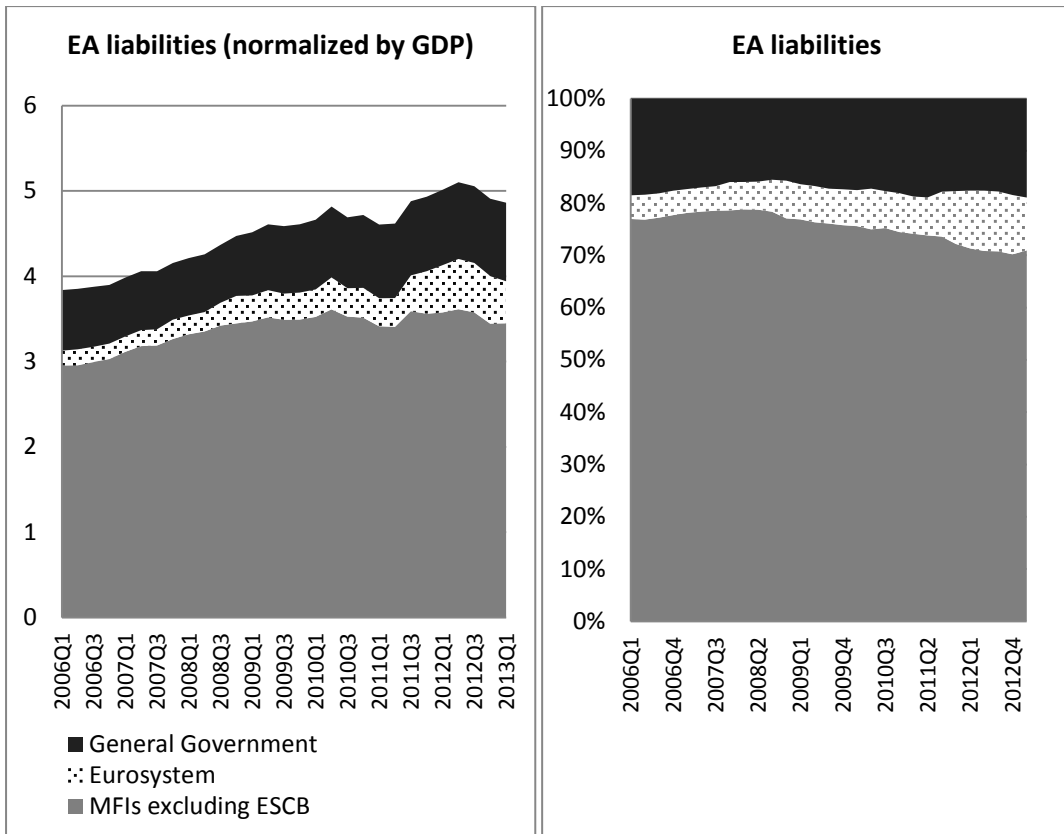 EA liabilities (normalized by GDP)
6
5
4
3
2
1
0
2006Q1
2006Q3
2007Q1
2007Q3
2008Q1
2008Q3
2009Q1
2009Q3
2010Q1
2010Q3
2011Q1
2011Q3
2012Q1
2012Q3
2013Q1
General Government
Eurosystem
MFIs excluding ESCB
EA liabilities
100%
90%
80%
70%
60%
50%
40%
30%
20%
10%
0%
2006Q1
2006Q4
2007Q3
2008Q2
2009Q1
2009Q4
2010Q3
2011Q2
2012Q1
2012Q4